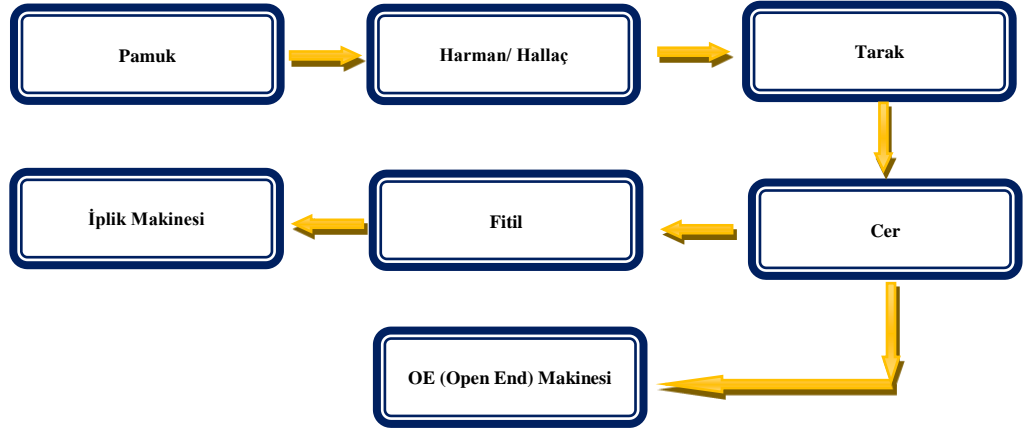 Pamuk
Harman/ Hallaç
Tarak
İplik Makinesi
Fitil
Cer
OE (Open End) Makinesi